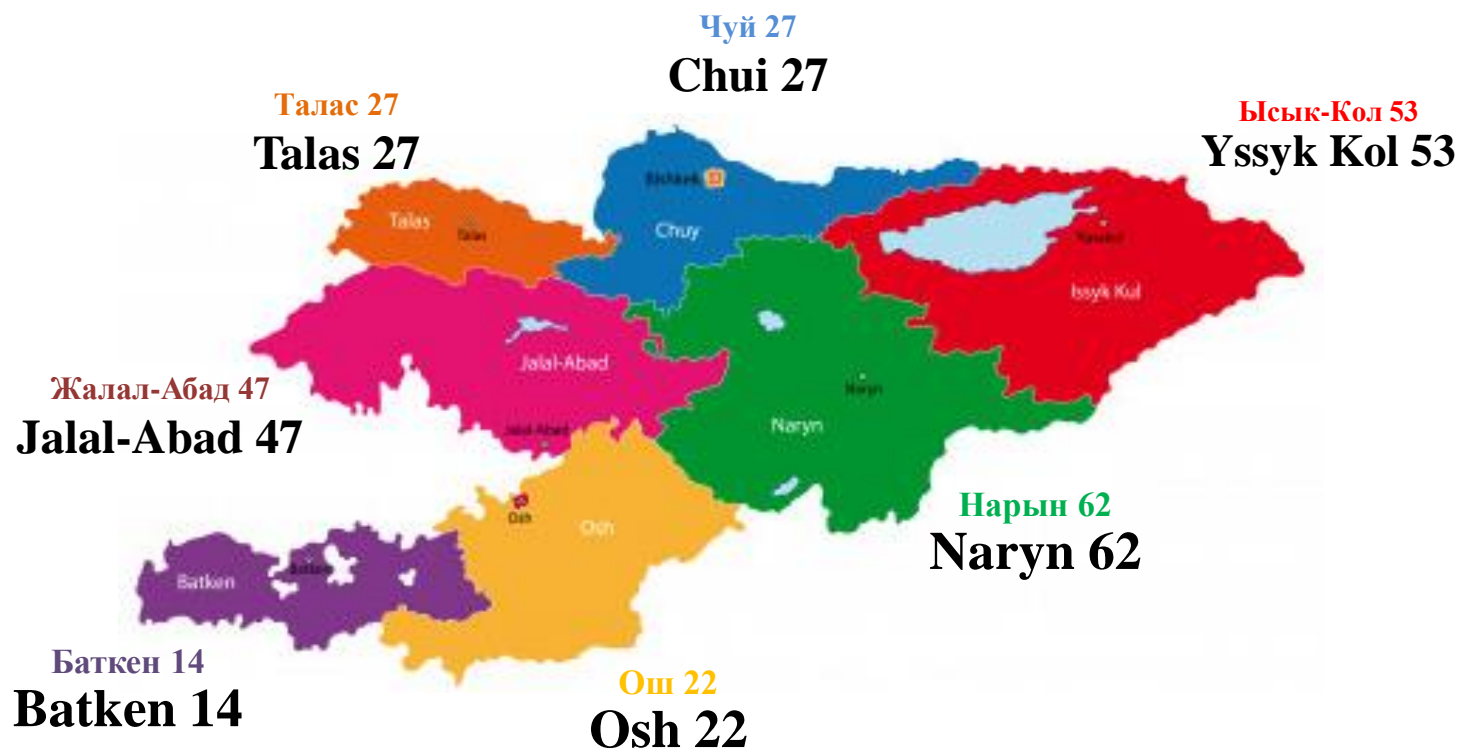 Чуй 27
Chui 27
Талас 27
Talas 27
Ысык-Кол 53
Yssyk Kol 53
Bishkek
Talas
Talas
Chuy
Issyk Kul
Jalal-Abad
Жалал-Абад 47
Jalal-Abad 47
Naryn
Naryn
Jalal-Abad
Нарын 62
Naryn 62
Osh
Osh
Batken
Batken
Баткен 14
Batken 14
Ош 22
Osh 22